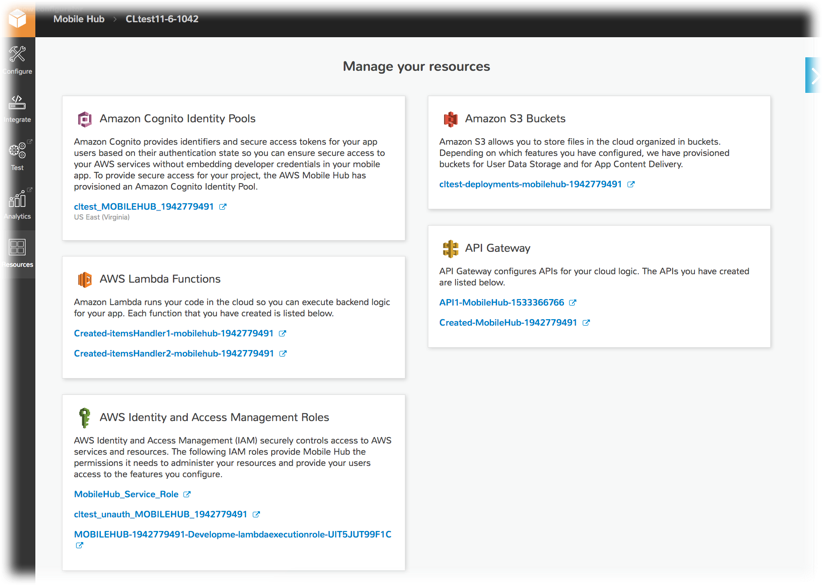 Mobile Hub > CLtest11-6-1042
Configure
Integrate
Test
Analytics
Resources
Manage your resources
Amazon Cognito Identity Pools
Amazon Cognito provides identifiers and secure access tokens for your app
users based on their authentication state so you can ensure secure access to
your AWS services without embedding developer credentials in your mobile
app. To provide secure access for your project, the AWS Mobile Hub has
provisioned an Amazon Cognito Identity Pool.
cltest_MOBILEHUB_1942779491
US East (Virginia)
AWS Lambda Functions
Amazon Lambda runs your code in the cloud so you can execute backend logic
for your app. Each function that you have created is listed below.
Created-itemsHandler1-mobilehub-1942779491
Created-itemsHandler2-mobilehub-1942779491
AWS Identity and Access Management Roles
AWS Identity and Access Management (IAM) securely controls access to AWS
services and resources. The following IAM roles provide Mobile Hub the
permissions it needs to administer your resources and provide your users
access to the features you configure.
MobileHub_Service_Role
cltest_unauth_MOBILEHUB_1942779491
MOBILEHUB-1942779491-Developme-lambdaexecutionrole-UIT5JUT99F1C
Amazon S3 Buckets
Amazon S3 allows you to store files in the cloud organized in buckets.
Depending on which features you have configured, we have provisioned
buckets for User Data Storage and for App Content Delivery.
cltest-deployments-mobilehub-1942779491
API Gateway
API Gateway configures APIs for your cloud logic. The APIs you have created
are listed below.
API1-MobileHub-1533366766
Created-MobileHub-1942779491